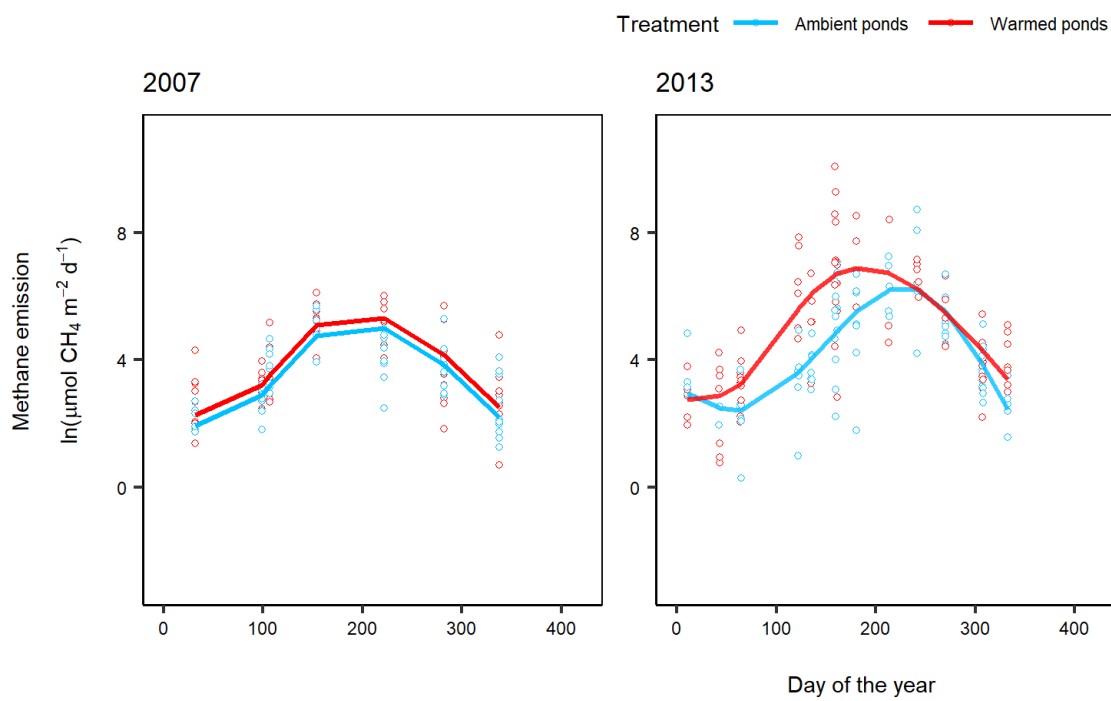 Treatment Ambient ponds Warmed ponds
2007
2013
Methane emission
ln(μmol CH₄ m⁻² d⁻¹)
8
4
0
0 100 200 300 400
8
4
0
0 100 200 300 400
Day of the year